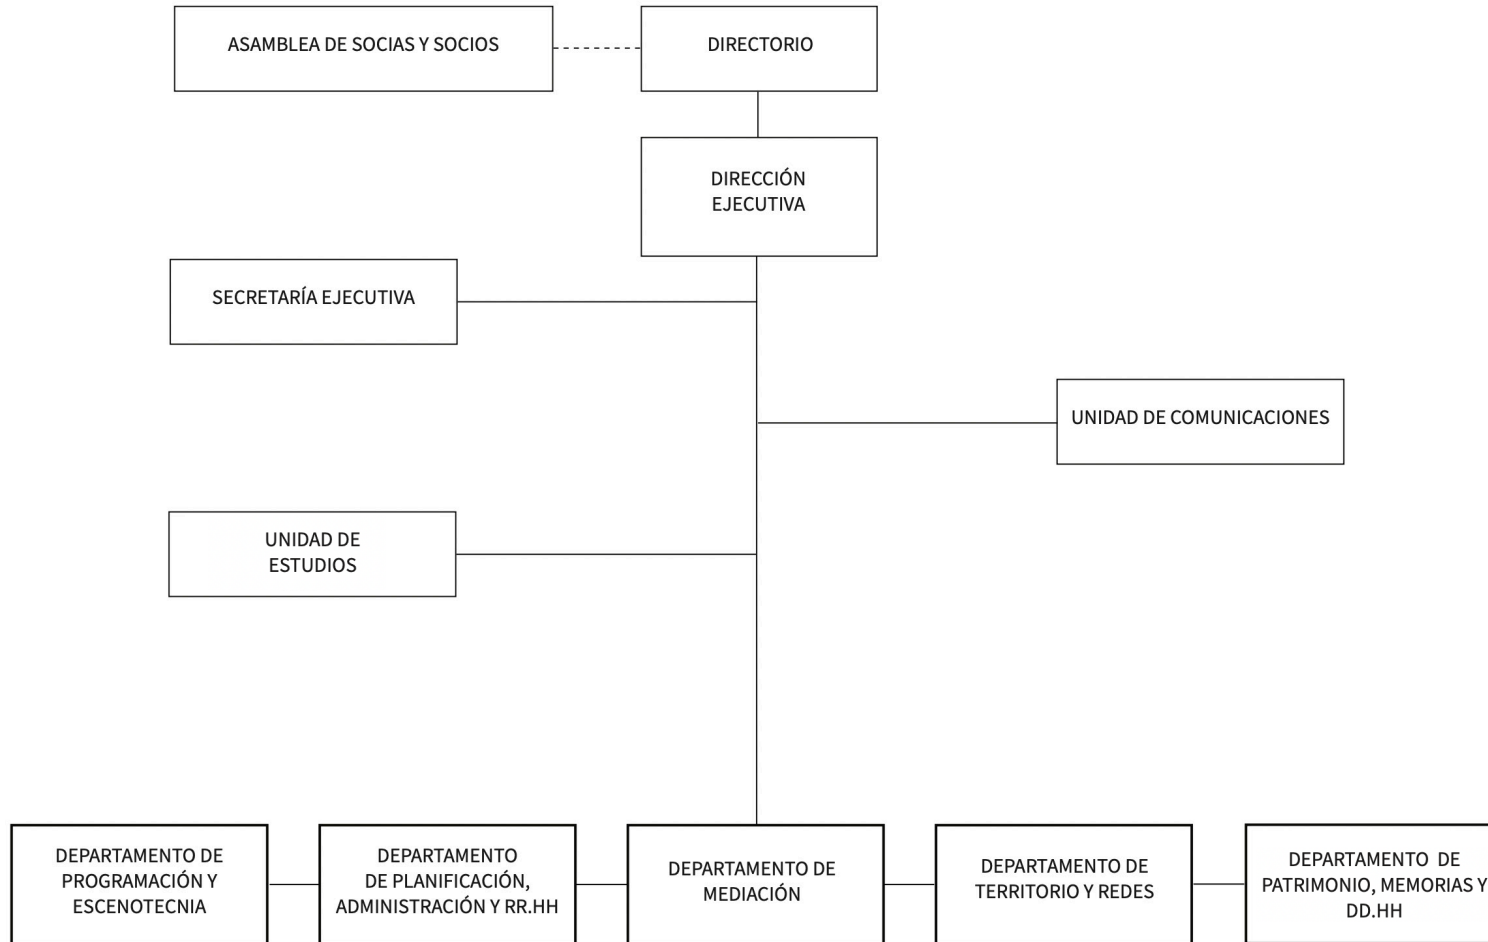 ASAMBLEA DE SOCIAS Y SOCIOS
DIRECTORIO
DIRECCIÓN
EJECUTIVA
SECRETARÍA EJECUTIVA
UNIDAD DE COMUNICACIONES
UNIDAD DE
ESTUDIOS
DEPARTAMENTO DE
PROGRAMACIÓN Y
ESCENOTECNIA
DEPARTAMENTO
DE PLANIFICACIÓN,
ADMINISTRACIÓN Y RR.HH
DEPARTAMENTO DE
MEDIACIÓN
DEPARTAMENTO DE
TERRITORIO Y REDES
DEPARTAMENTO DE
PATRIMONIO, MEMORIAS Y
DD.HH